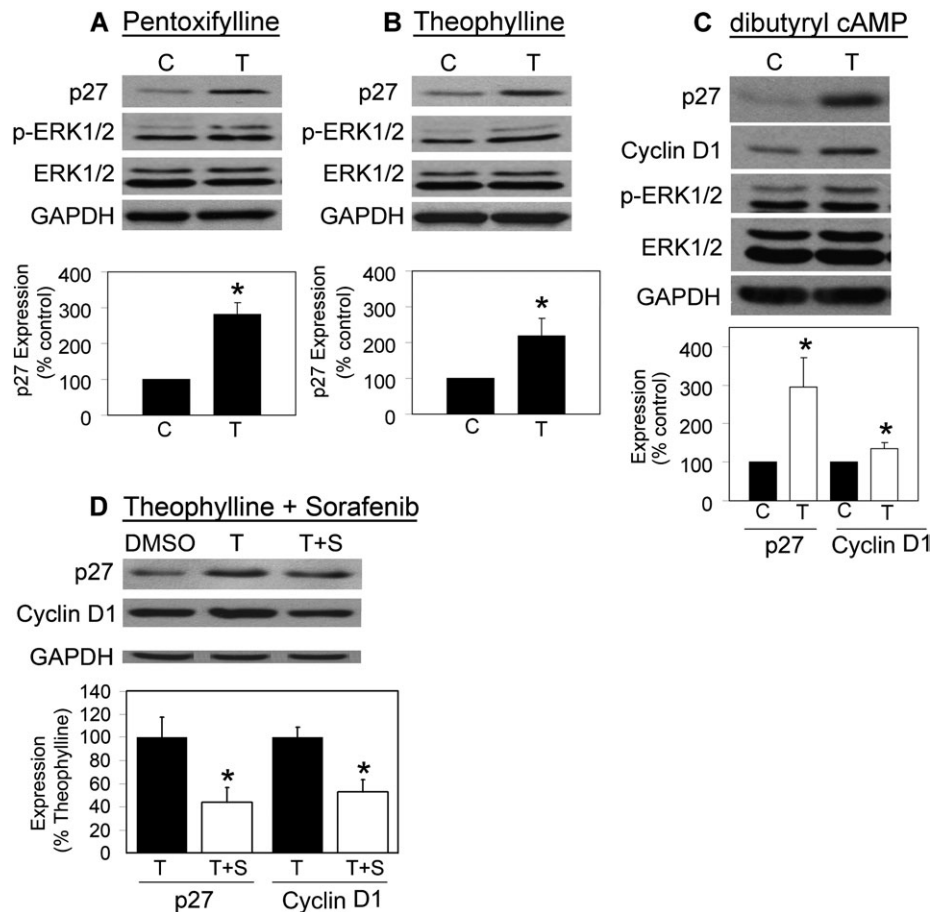 A Pentoxifylline
C T
p27
p-ERK1/2
ERK1/2
GAPDH
p27 Expression
(% control)
400
300
200
100
0
*
C T
B Theophylline
C T
p27
p-ERK1/2
ERK1/2
GAPDH
p27 Expression
(% control)
400
300
200
100
0
*
C T
C dibutyryl cAMP
C T
p27
Cyclin D1
p-ERK1/2
ERK1/2
GAPDH
Expression
(% control)
400
300
200
100
0
*
*
C T C T
p27 Cyclin D1
D Theophylline + Sorafenib
DMSO T T+S
p27
Cyclin D1
GAPDH
Expression
(% Theophylline)
140
120
100
80
60
40
20
0
*
*
T T+S T T+S
p27 Cyclin D1